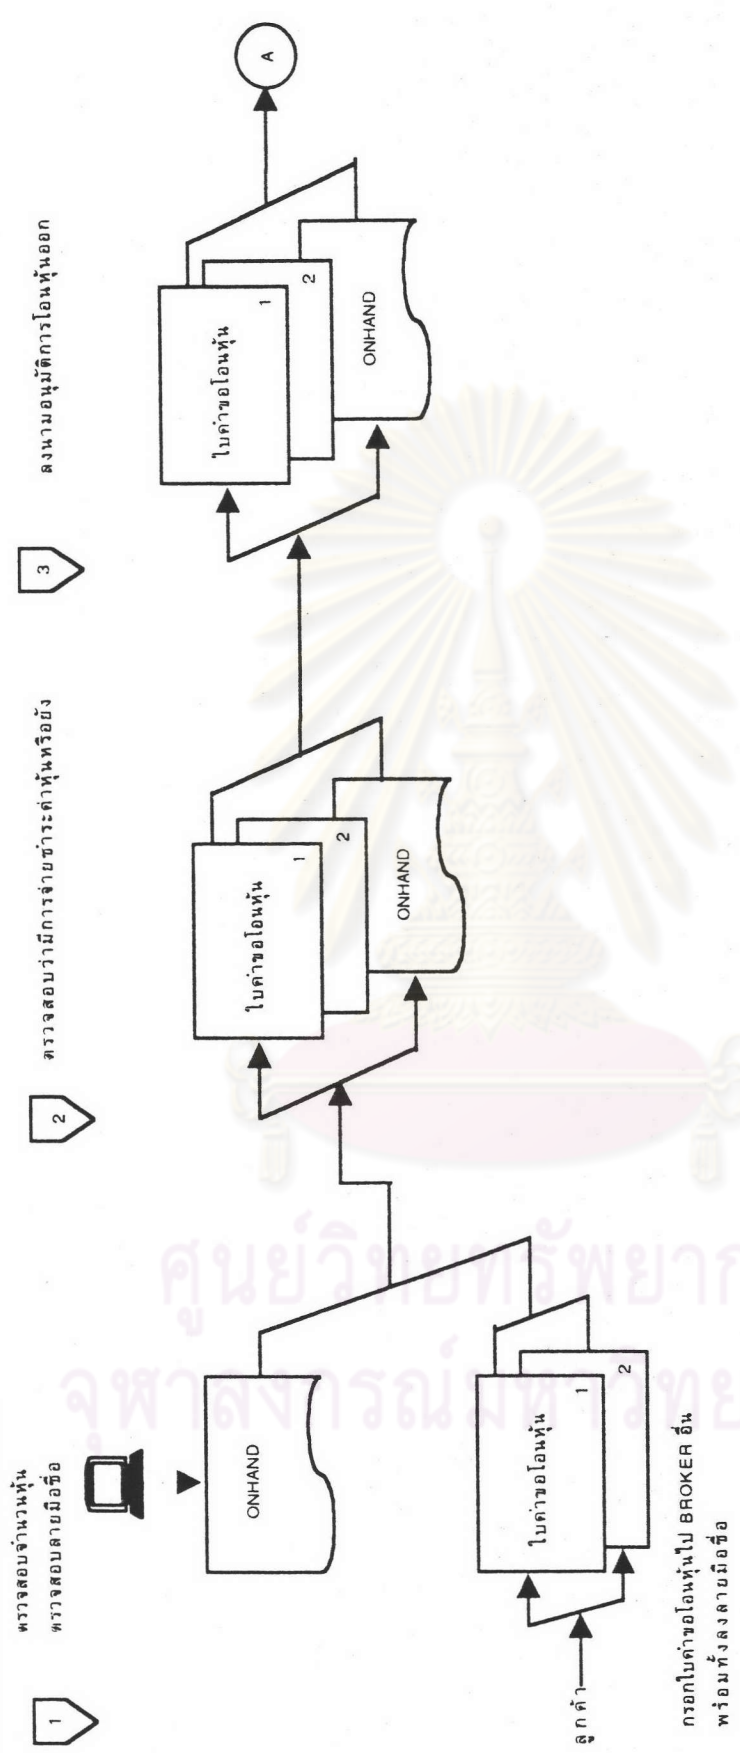 1
ตรวจสอบจำนวนหุ้น
ตรวจสอบลายมือชื่อ
ONHAND
ลูกค้า
ใบคำขอโอนหุ้น
1
2
กรอกใบคำขอโอนหุ้นไป BROKER อื่น
พร้อมทั้งลงลายมือชื่อ
2
ตรวจสอบว่ามีการจ่ายชำระค่าหุ้นหรือยัง
ใบคำขอโอนหุ้น
1
2
ONHAND
3
ลงนามอนุมัติการโอนหุ้นออก
ใบคำขอโอนหุ้น
1
2
ONHAND
A
ศูนย์วิทยทรัพยาก
จุฬาลงกรณ์มหาวิทย